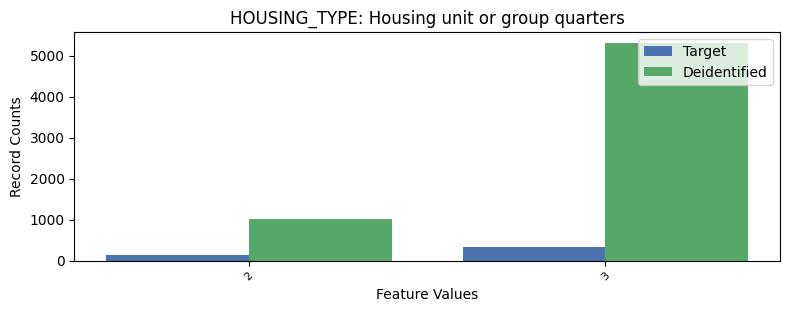 HOUSING_TYPE: Housing unit or group quarters
Target
Deidentified
Record Counts
5000
4000
3000
2000
1000
0
2
3
Feature Values